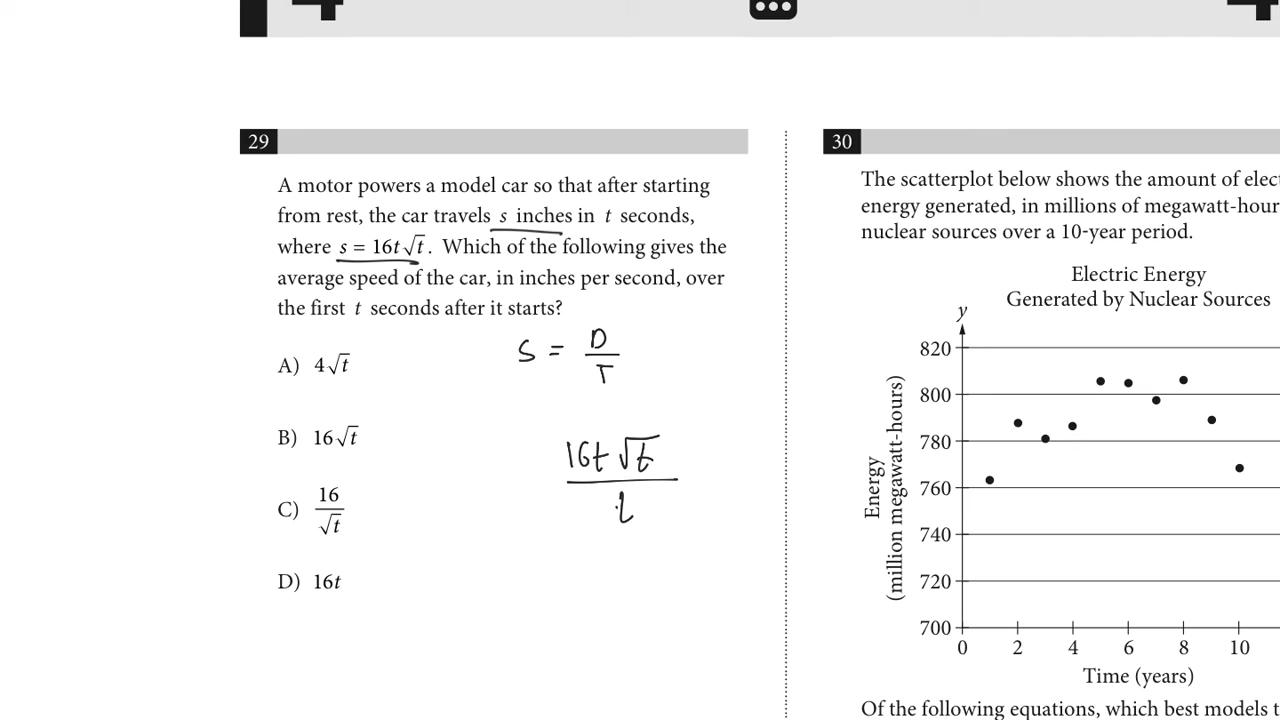 29
A motor powers a model car so that after starting
from rest, the car travels s inches in t seconds,
where s = 16t√t. Which of the following gives the
average speed of the car, in inches per second, over
the first t seconds after it starts?
A) 4√t
B) 16√t
C) 16/√t
D) 16t
S = D/T
16t√t / t
30
The scatterplot below shows the amount of elect
energy generated, in millions of megawatt-hour
nuclear sources over a 10-year period.
Electric Energy
Generated by Nuclear Sources
y
820
800
780
760
740
720
700
Energy
(million megawatt-hours)
0 2 4 6 8 10
Time (years)
Of the following equations, which best models t